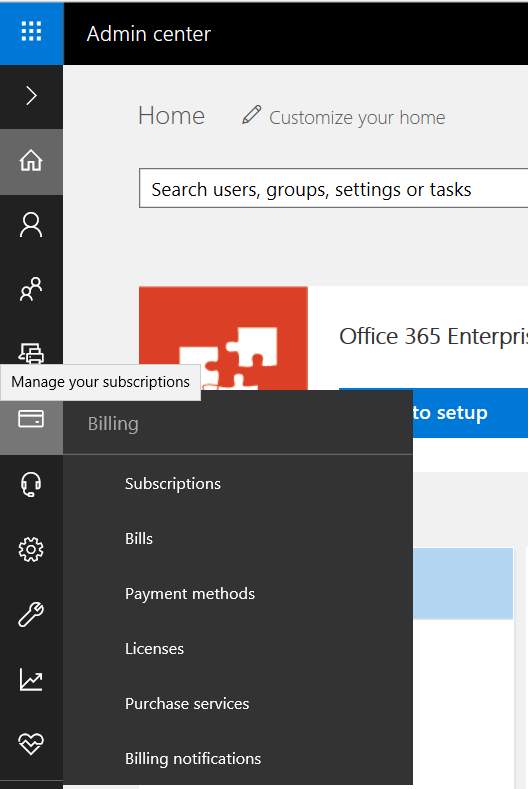 Admin center
Home
Customize your home
Search users, groups, settings or tasks
Office 365
to setup
Manage your subscriptions
Billing
Subscriptions
Bills
Payment methods
Licenses
Purchase services
Billing notifications